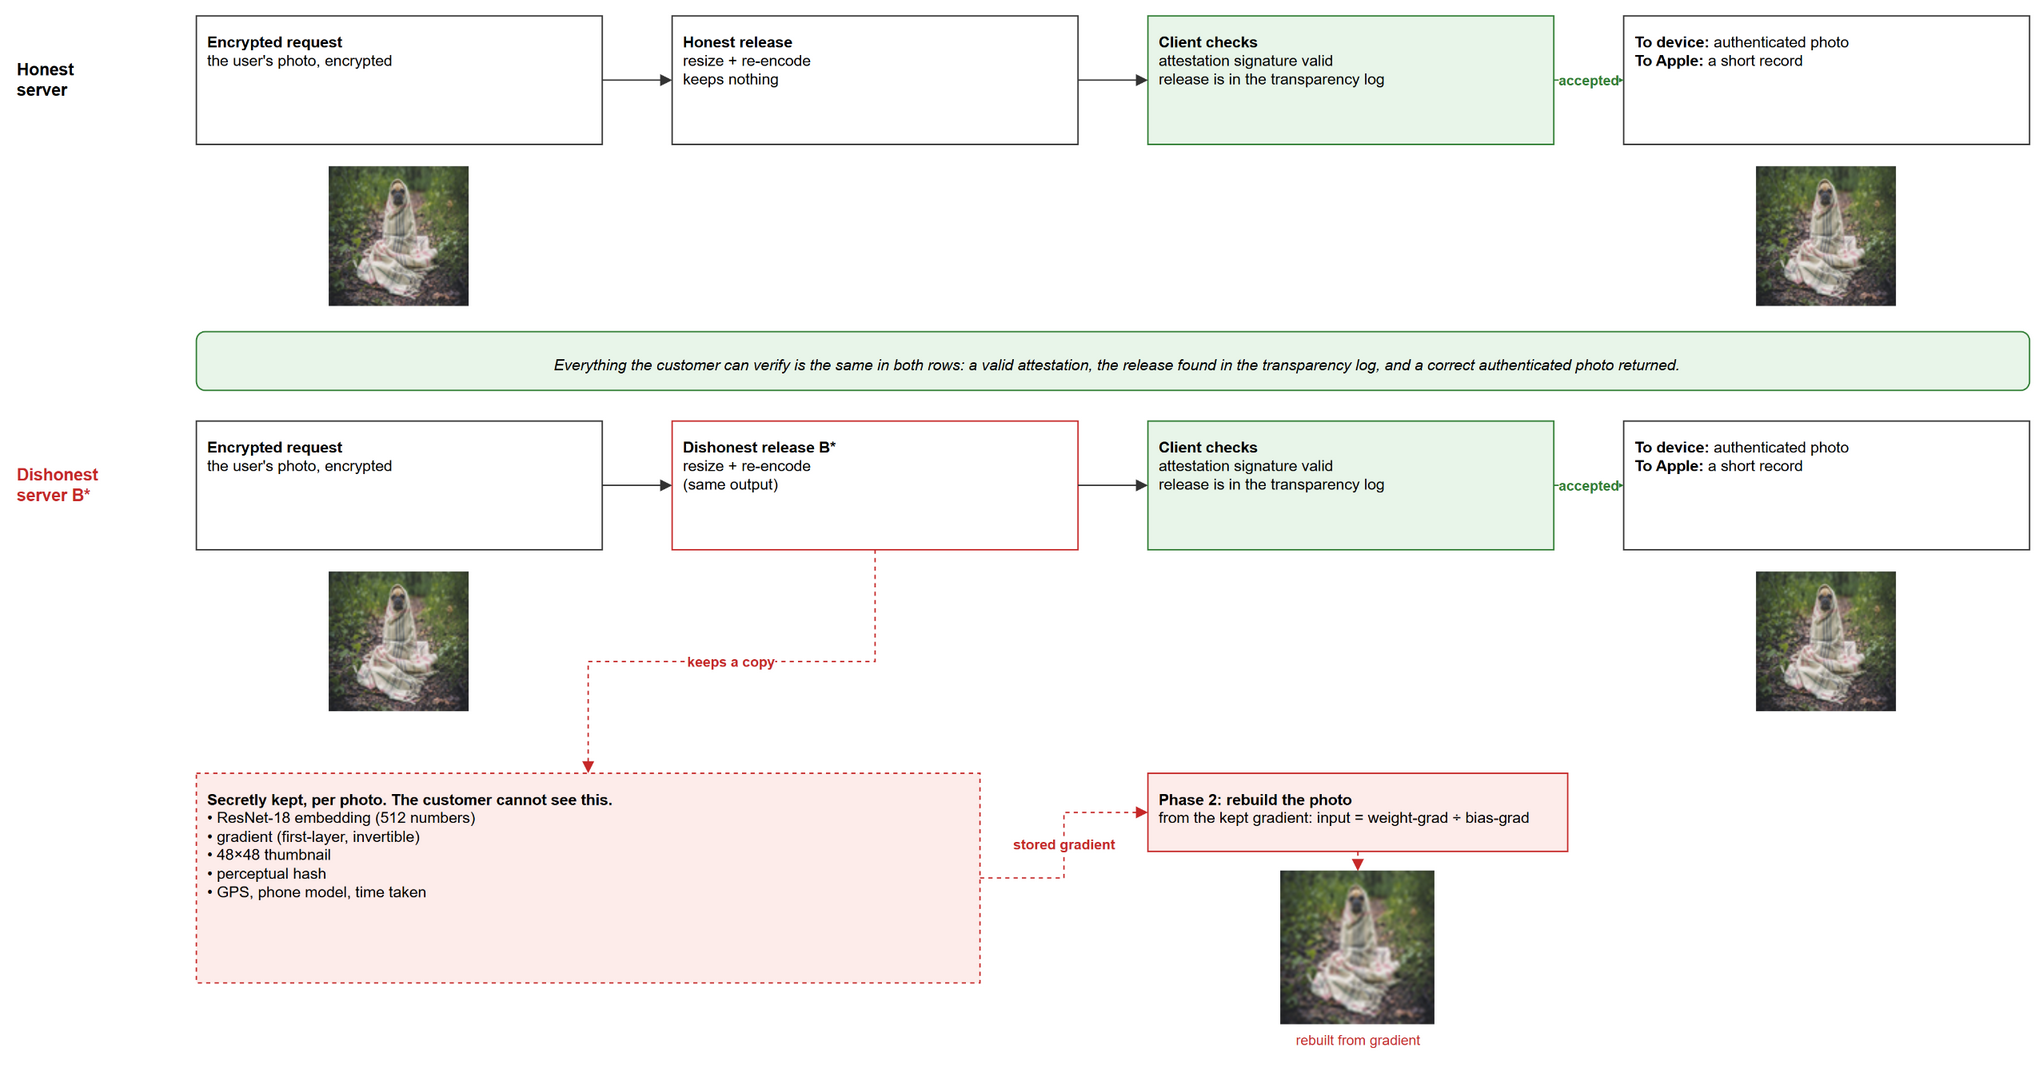 Honest
server
Encrypted request
the user's photo, encrypted
Honest release
resize + re-encode
keeps nothing
Client checks
attestation signature valid
release is in the transparency log
accepted
To device: authenticated photo
To Apple: a short record
Everything the customer can verify is the same in both rows: a valid attestation, the release found in the transparency log, and a correct authenticated photo returned.
Dishonest
server B*
Encrypted request
the user's photo, encrypted
Dishonest release B*
resize + re-encode
(same output)
Client checks
attestation signature valid
release is in the transparency log
accepted
To device: authenticated photo
To Apple: a short record
keeps a copy
Secretly kept, per photo. The customer cannot see this.
• ResNet-18 embedding (512 numbers)
• gradient (first-layer, invertible)
• 48×48 thumbnail
• perceptual hash
• GPS, phone model, time taken
stored gradient
Phase 2: rebuild the photo
from the kept gradient: input = weight-grad ÷ bias-grad
rebuilt from gradient